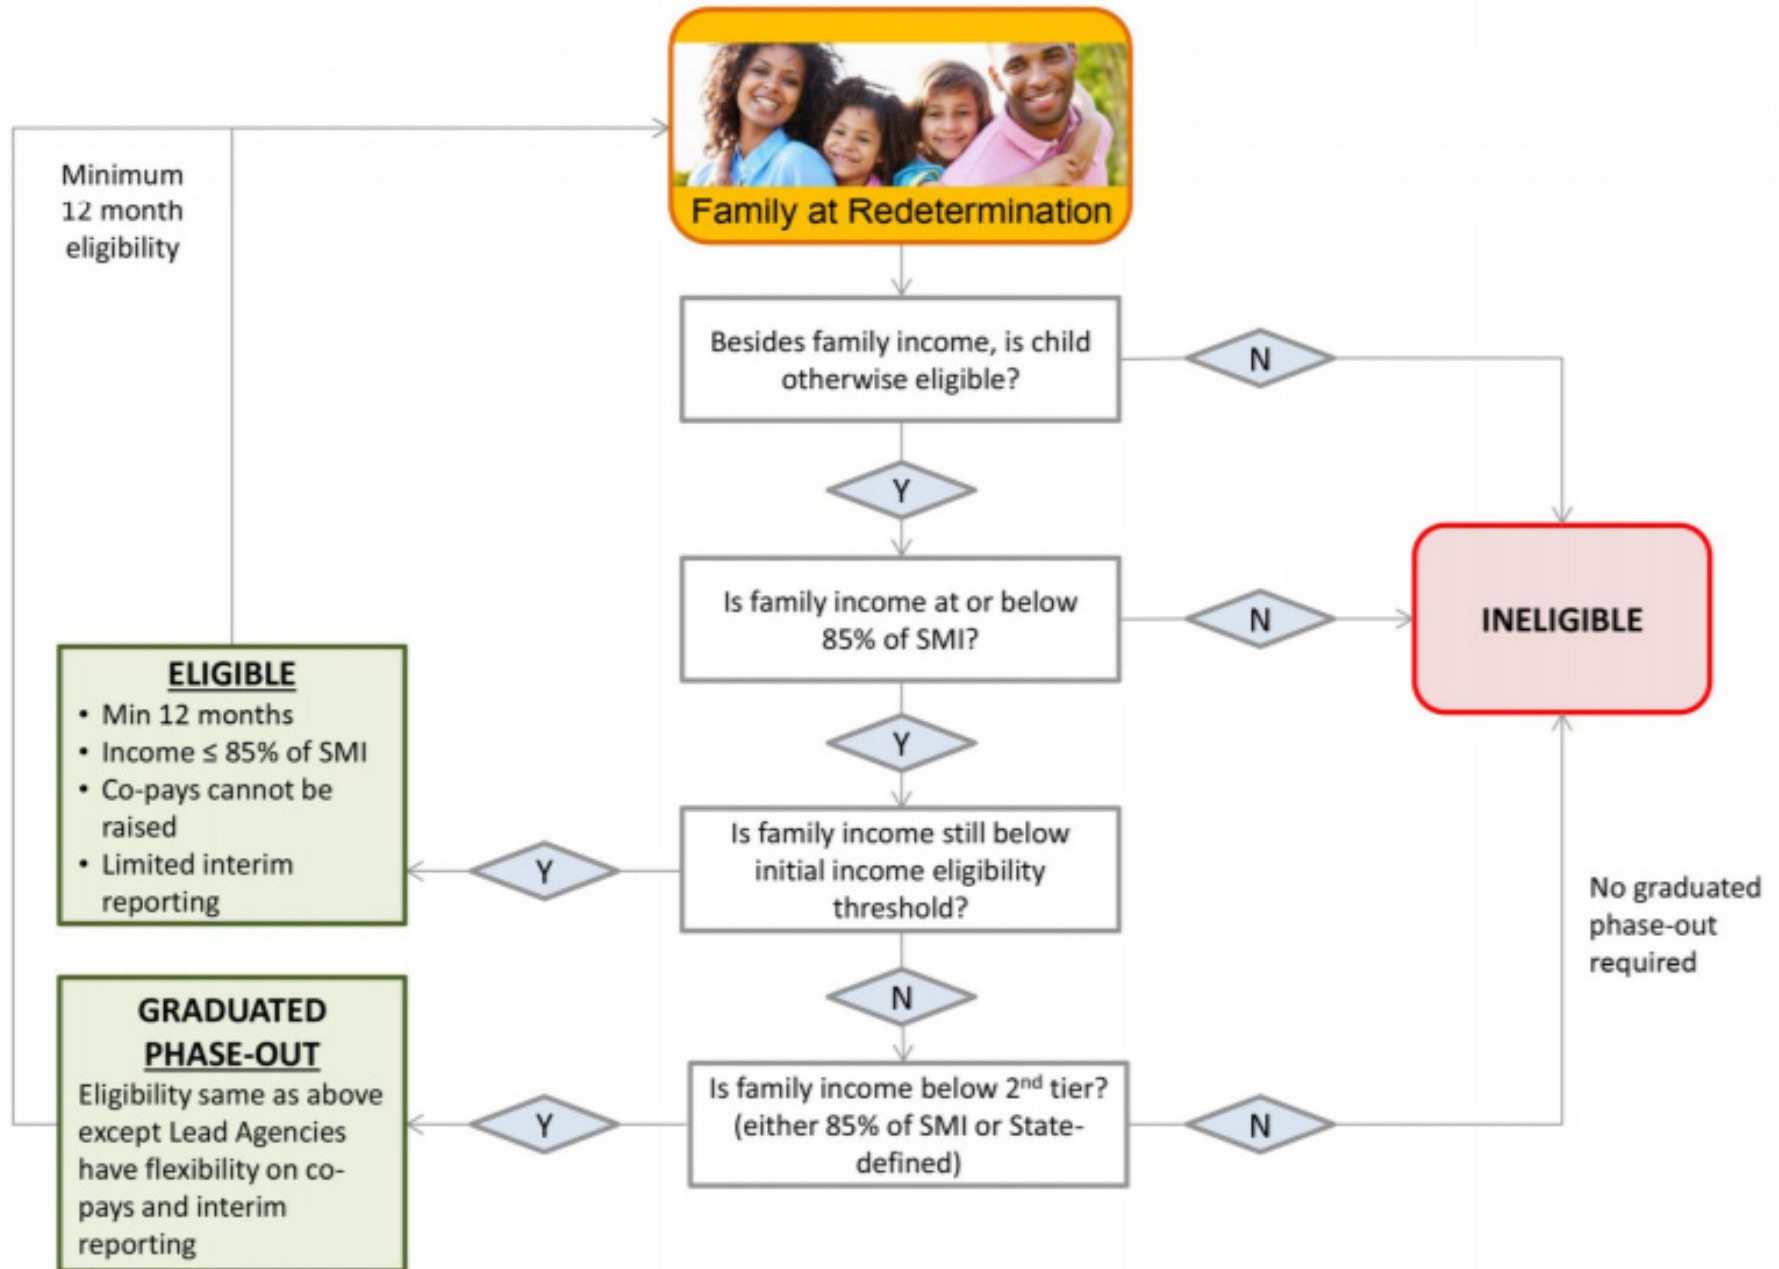 Family at Redetermination
Minimum
12 month
eligibility
Besides family income, is child
otherwise eligible?
N
Y
Is family income at or below
85% of SMI?
N
INELIGIBLE
Y
ELIGIBLE
• Min 12 months
• Income ≤ 85% of SMI
• Co-pays cannot be
raised
• Limited interim
reporting
Y
Is family income still below
initial income eligibility
threshold?
No graduated
phase-out
required
N
GRADUATED
PHASE-OUT
Eligibility same as above
except Lead Agencies
have flexibility on co-
pays and interim
reporting
Y
Is family income below 2nd tier?
(either 85% of SMI or State-
defined)
N